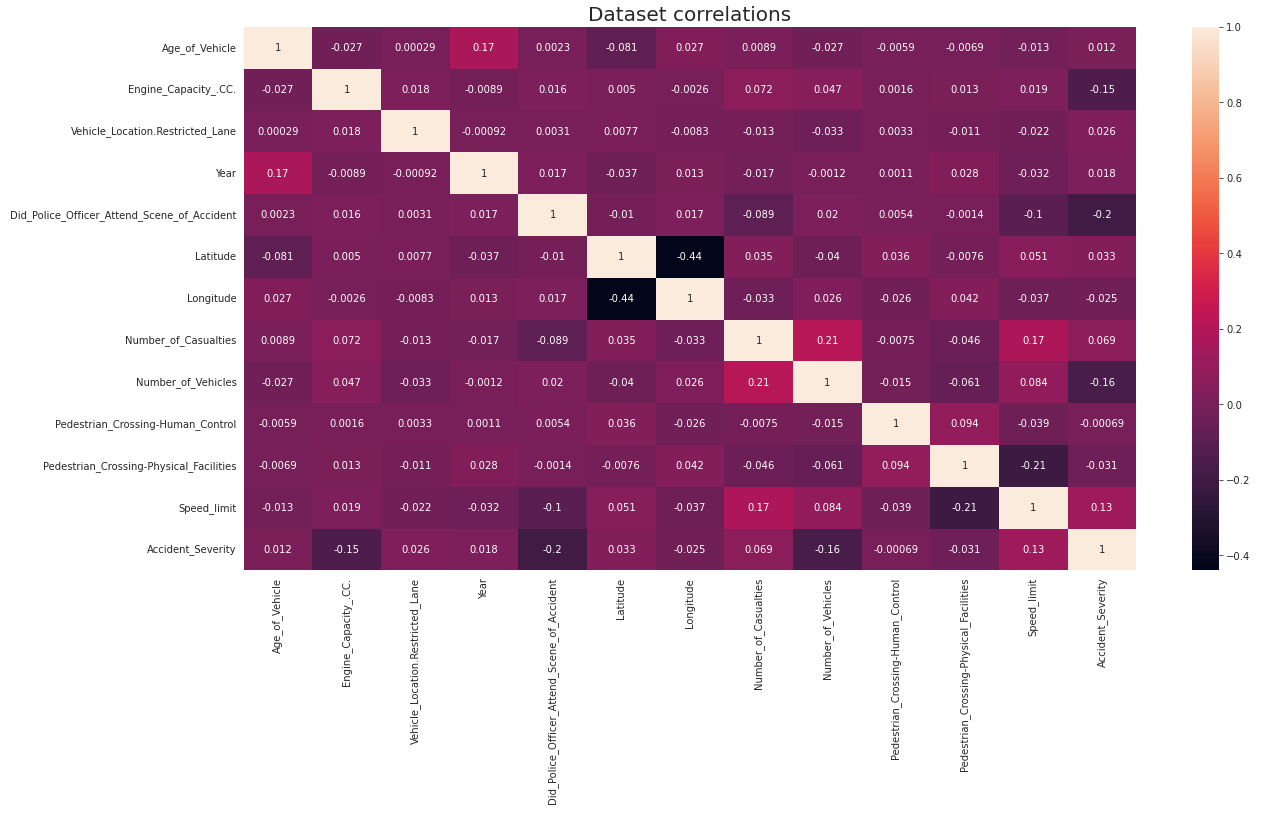 Dataset correlations
Age_of_Vehicle 1 -0.027 0.00029 0.17 0.0023 -0.081 0.027 0.0089 -0.027 -0.0059 -0.0069 -0.013 0.012
Engine_Capacity_.CC. -0.027 1 0.018 -0.0089 0.016 0.005 -0.0026 0.072 0.047 0.0016 0.013 0.019 -0.15
Vehicle_Location.Restricted_Lane 0.00029 0.018 1 -0.00092 0.0031 0.0077 -0.0083 -0.013 -0.033 0.0033 -0.011 -0.022 0.026
Year 0.17 -0.0089 -0.00092 1 0.017 -0.037 0.013 -0.017 -0.0012 0.0011 0.028 -0.032 0.018
Did_Police_Officer_Attend_Scene_of_Accident 0.0023 0.016 0.0031 0.017 1 -0.01 0.017 -0.089 0.02 0.0054 -0.0014 -0.1 -0.2
Latitude -0.081 0.005 0.0077 -0.037 -0.01 1 -0.44 0.035 -0.04 0.036 -0.0076 0.051 0.033
Longitude 0.027 -0.0026 -0.0083 0.013 0.017 -0.44 1 -0.033 0.026 -0.026 0.042 -0.037 -0.025
Number_of_Casualties 0.0089 0.072 -0.013 -0.017 -0.089 0.035 -0.033 1 0.21 -0.0075 -0.046 0.17 0.069
Number_of_Vehicles -0.027 0.047 -0.033 -0.0012 0.02 -0.04 0.026 0.21 1 -0.015 -0.061 0.084 -0.16
Pedestrian_Crossing-Human_Control -0.0059 0.0016 0.0033 0.0011 0.0054 0.036 -0.026 -0.0075 -0.015 1 0.094 -0.039 -0.00069
Pedestrian_Crossing-Physical_Facilities -0.0069 0.013 -0.011 0.028 -0.0014 -0.0076 0.042 -0.046 -0.061 0.094 1 -0.21 -0.031
Speed_limit -0.013 0.019 -0.022 -0.032 -0.1 0.051 -0.037 0.17 0.084 -0.039 -0.21 1 0.13
Accident_Severity 0.012 -0.15 0.026 0.018 -0.2 0.033 -0.025 0.069 -0.16 -0.00069 -0.031 0.13 1
Age_of_Vehicle
Engine_Capacity_.CC.
Vehicle_Location.Restricted_Lane
Year
Did_Police_Officer_Attend_Scene_of_Accident
Latitude
Longitude
Number_of_Casualties
Number_of_Vehicles
Pedestrian_Crossing-Human_Control
Pedestrian_Crossing-Physical_Facilities
Speed_limit
Accident_Severity
1.0
0.8
0.6
0.4
0.2
0.0
−0.2
−0.4